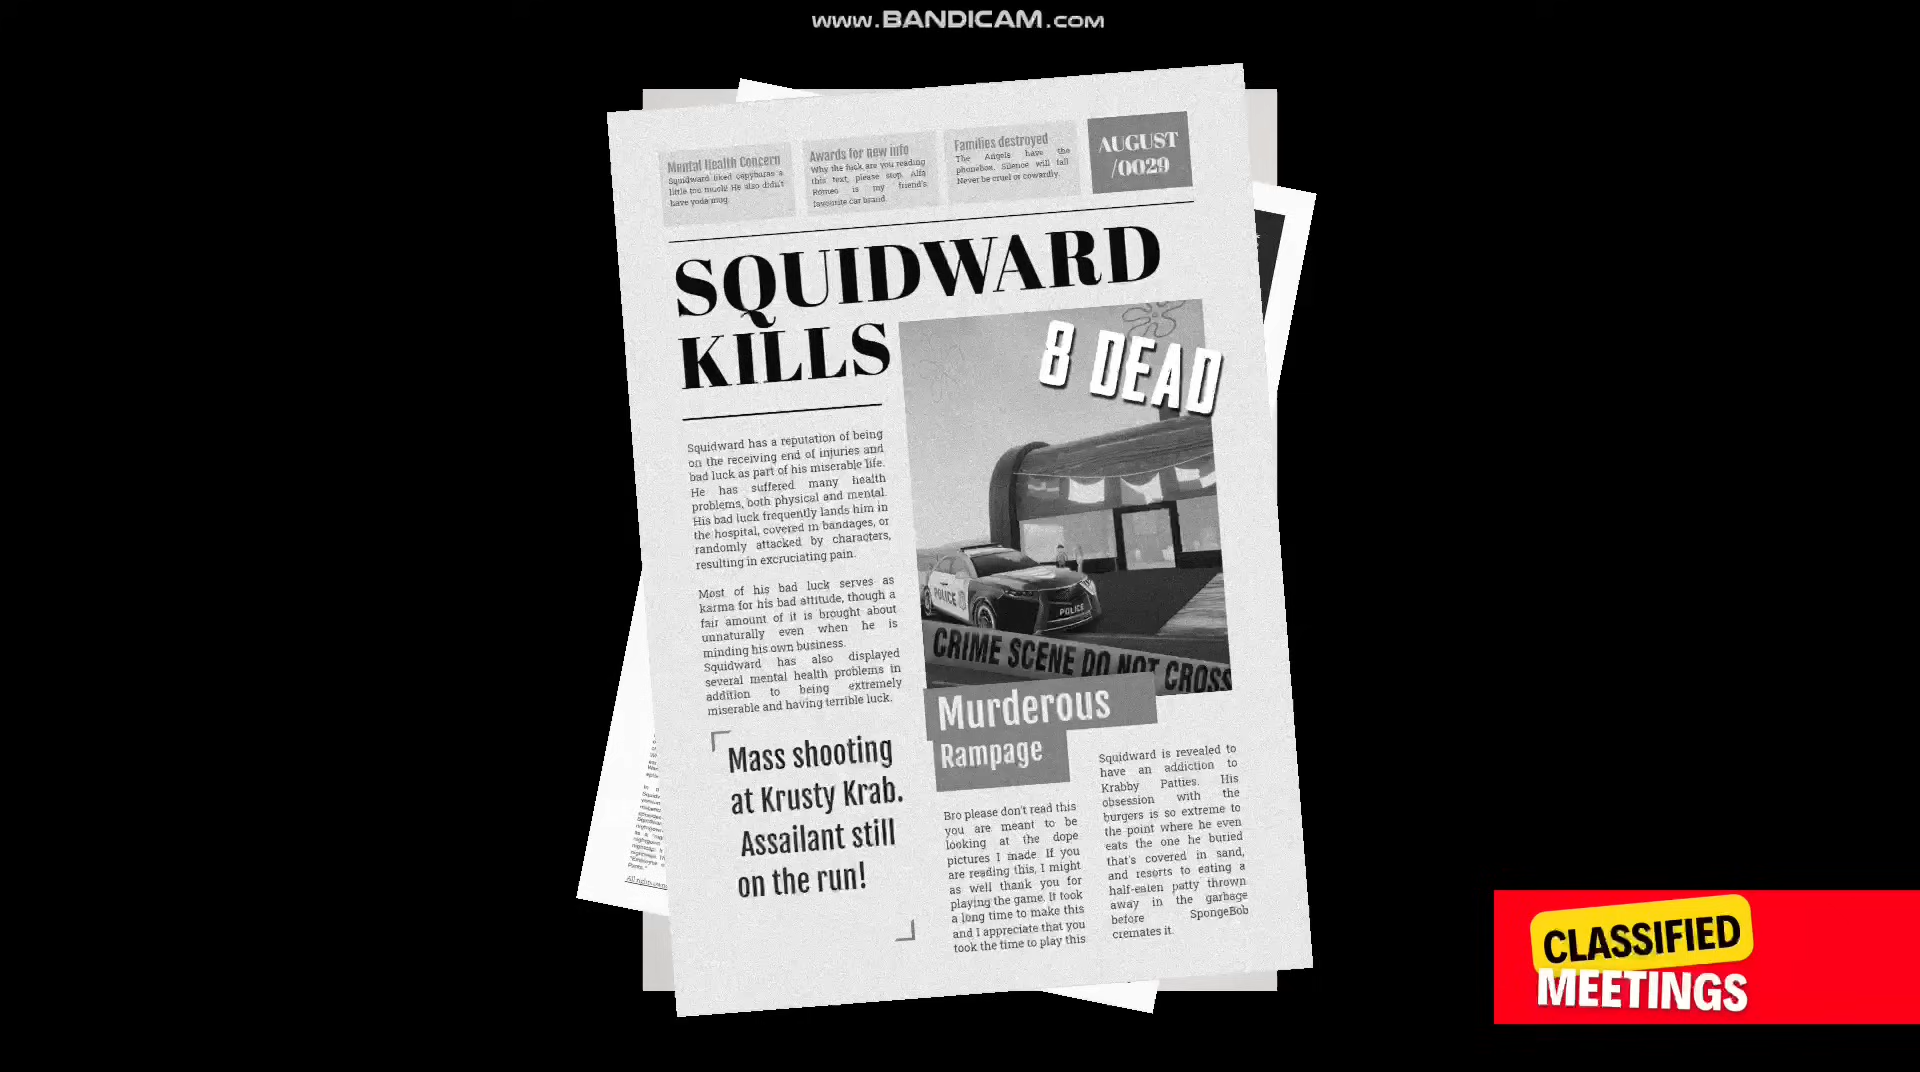 www.BANDICAM.com
Mental Health Concern
Squidward liked capybaras a
little too much! He also didn't
have yoda mug.
Awards for new info
Why the fuck are you reading
this text, please stop. Alfa
Romeo is my friend's
favourite car brand.
Families destroyed
The Angels have the
phonebox. Silence will fall.
Never be cruel or cowardly.
AUGUST
/0029
SQUIDWARD
KILLS
8 DEAD
Squidward has a reputation of being
on the receiving end of injuries and
bad luck as part of his miserable life.
He has suffered many health
problems, both physical and mental.
His bad luck frequently lands him in
the hospital, covered in bandages, or
randomly attacked by characters,
resulting in excruciating pain.
Most of his bad luck serves as
karma for his bad attitude, though a
fair amount of it is brought about
unnaturally even when he is
minding his own business.
Squidward has also displayed
several mental health problems in
addition to being extremely
miserable and having terrible luck.
Mass shooting
at Krusty Krab.
Assailant still
on the run!
POLICE
POLICE
CRIME SCENE DO NOT CROSS
Murderous
Rampage
Bro please don't read this
you are meant to be
looking at the dope
pictures I made. If you
are reading this, I might
as well thank you for
playing the game. It took
a long time to make this
and I appreciate that you
took the time to play this
Squidward is revealed to
have an addiction to
Krabby Patties. His
obsession with the
burgers is so extreme to
the point where he even
eats the one he buried
that's covered in sand,
and resorts to eating a
half-eaten patty thrown
away in the garbage
before SpongeBob
cremates it.
CLASSIFIED
MEETINGS